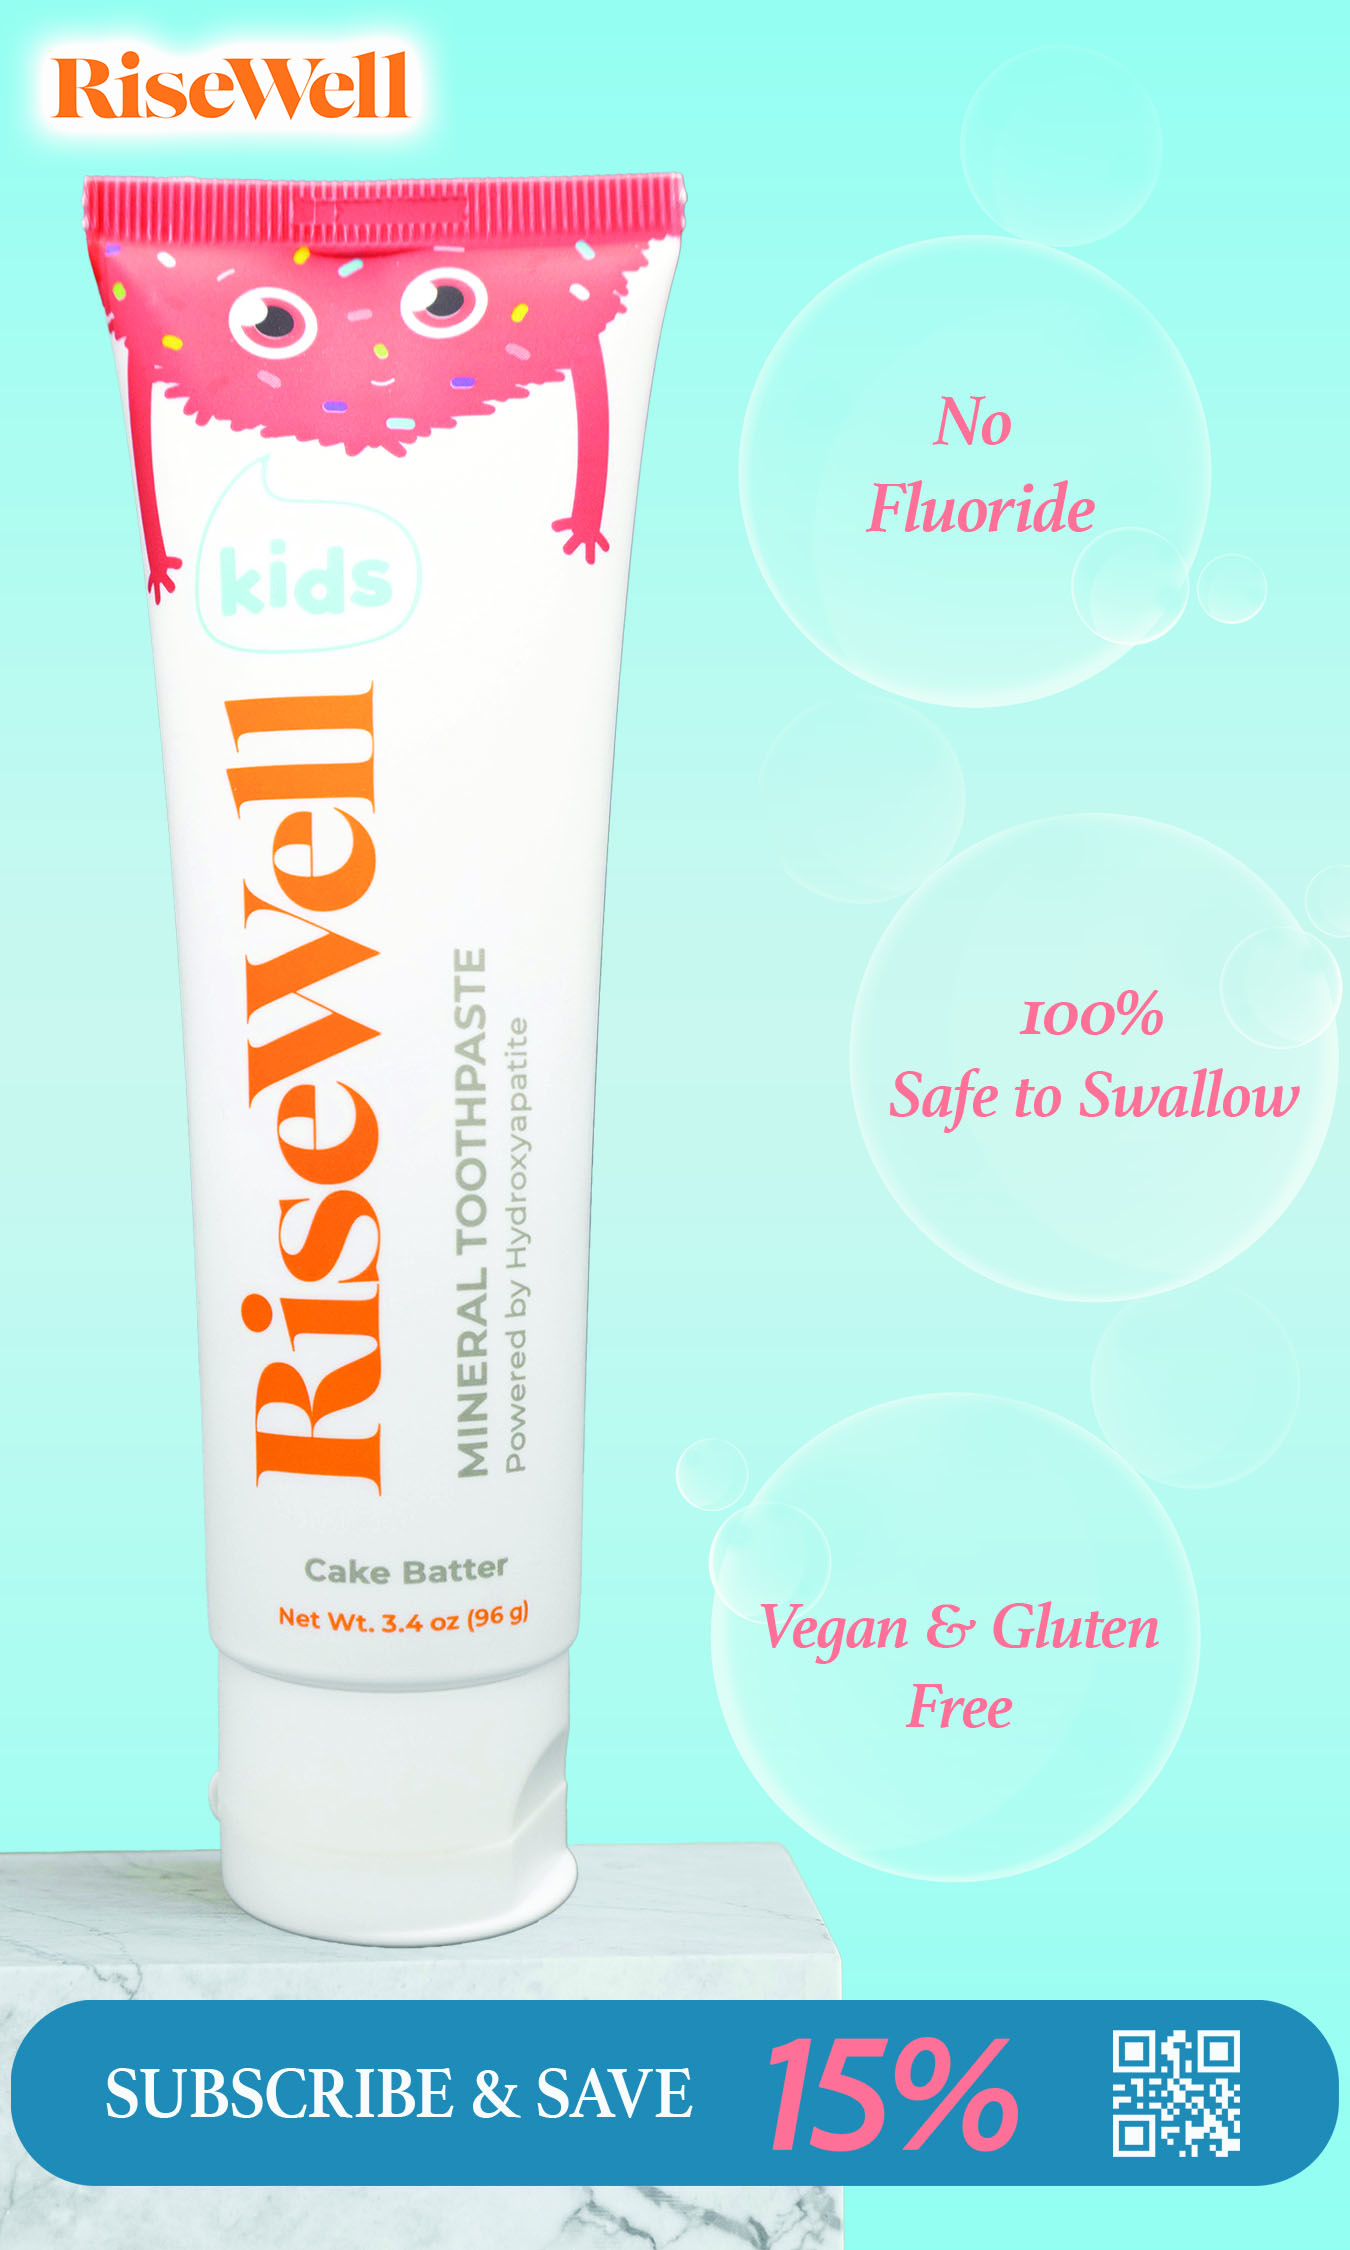 RiseWell
kids
RiseWell
MINERAL TOOTHPASTE
Powered by Hydroxyapatite
Cake Batter
Net Wt. 3.4 oz (96 g)
No
Fluoride
100%
Safe to Swallow
Vegan & Gluten
Free
SUBSCRIBE & SAVE 15%